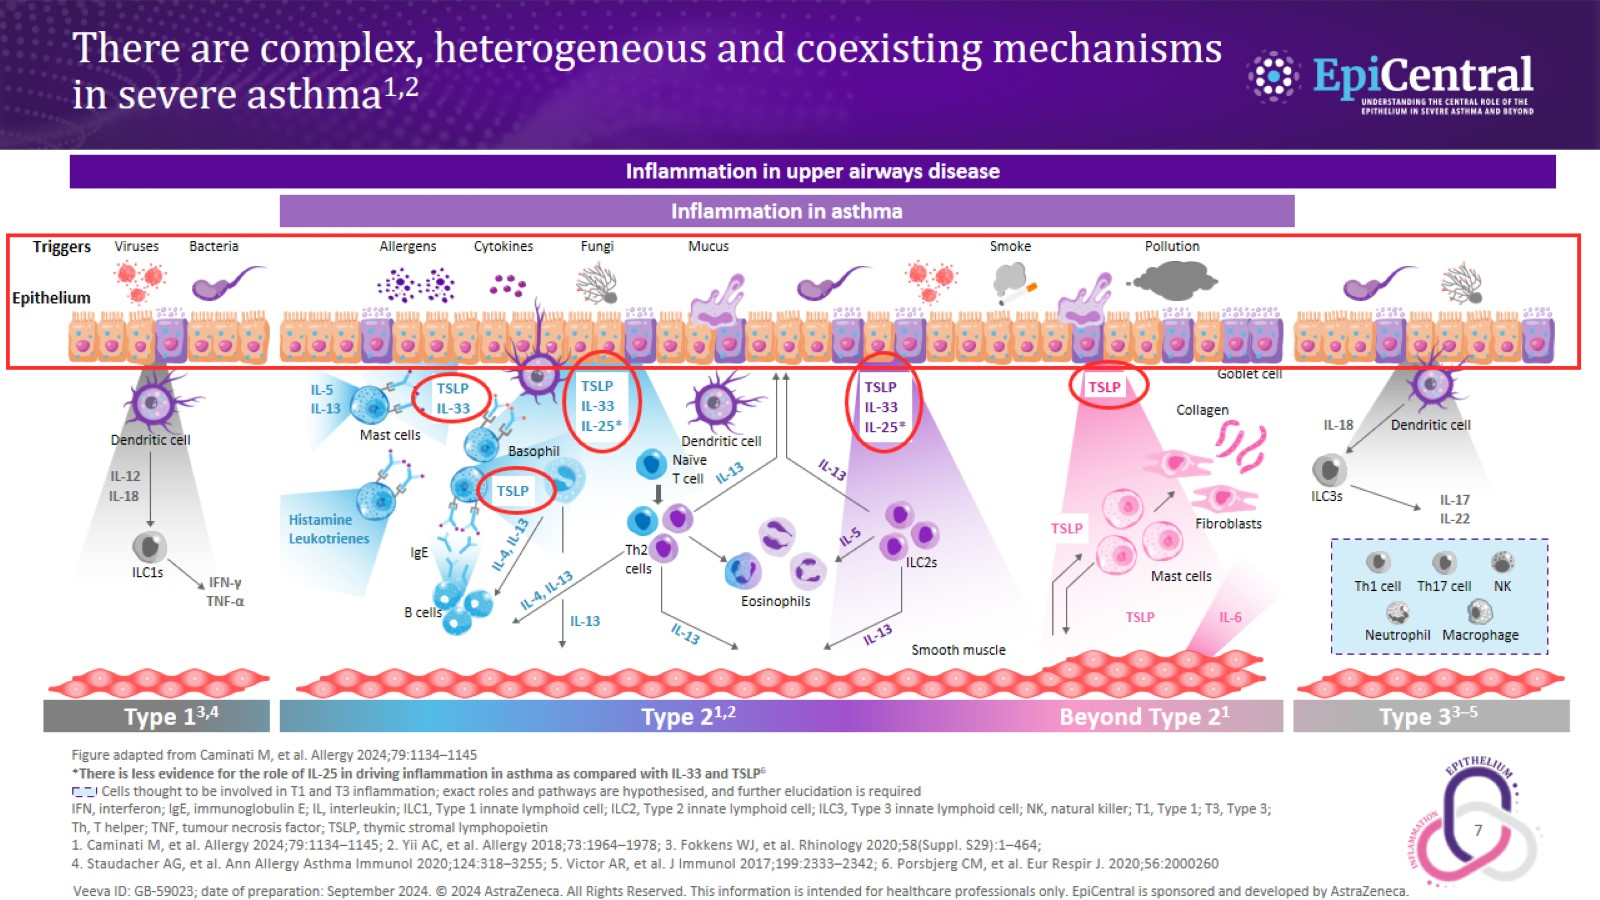 There are complex, heterogeneous and coexisting mechanisms
in severe asthma1,2
EpiCentral
UNDERSTANDING THE CENTRAL ROLE OF THE
EPITHELIUM IN SEVERE ASTHMA AND BEYOND
Inflammation in upper airways disease
Inflammation in asthma
Triggers
Viruses
Bacteria
Allergens
Cytokines
Fungi
Mucus
Smoke
Pollution
Epithelium
Goblet cell
Dendritic cell
IL-12
IL-18
ILC1s
IFN-γ
TNF-α
IL-5
IL-13
Mast cells
TSLP
IL-33
Histamine
Leukotrienes
Basophil
TSLP
IgE
B cells
IL-4, IL-13
TSLP
IL-33
IL-25*
Dendritic cell
Naïve
T cell
Th2
cells
IL-4, IL-13
IL-13
IL-13
IL-13
IL-13
IL-5
Eosinophils
TSLP
IL-33
IL-25*
ILC2s
IL-13
Smooth muscle
TSLP
Collagen
Fibroblasts
TSLP
Mast cells
TSLP
IL-6
IL-18
Dendritic cell
ILC3s
IL-17
IL-22
Th1 cell
Th17 cell
NK
Neutrophil
Macrophage
Type 13,4
Type 21,2
Beyond Type 21
Type 33–5
Figure adapted from Caminati M, et al. Allergy 2024;79:1134–1145
*There is less evidence for the role of IL-25 in driving inflammation in asthma as compared with IL-33 and TSLP6
Cells thought to be involved in T1 and T3 inflammation; exact roles and pathways are hypothesised, and further elucidation is required
IFN, interferon; IgE, immunoglobulin E; IL, interleukin; ILC1, Type 1 innate lymphoid cell; ILC2, Type 2 innate lymphoid cell; ILC3, Type 3 innate lymphoid cell; NK, natural killer; T1, Type 1; T3, Type 3;
Th, T helper; TNF, tumour necrosis factor; TSLP, thymic stromal lymphopoietin
1. Caminati M, et al. Allergy 2024;79:1134–1145; 2. Yii AC, et al. Allergy 2018;73:1964–1978; 3. Fokkens WJ, et al. Rhinology 2020;58(Suppl. S29):1–464;
4. Staudacher AG, et al. Ann Allergy Asthma Immunol 2020;124:318–3255; 5. Victor AR, et al. J Immunol 2017;199:2333–2342; 6. Porsbjerg CM, et al. Eur Respir J. 2020;56:2000260
Veeva ID: GB-59023; date of preparation: September 2024. © 2024 AstraZeneca. All Rights Reserved. This information is intended for healthcare professionals only. EpiCentral is sponsored and developed by AstraZeneca.
EPITHELIUM
INFLAMMATION
7